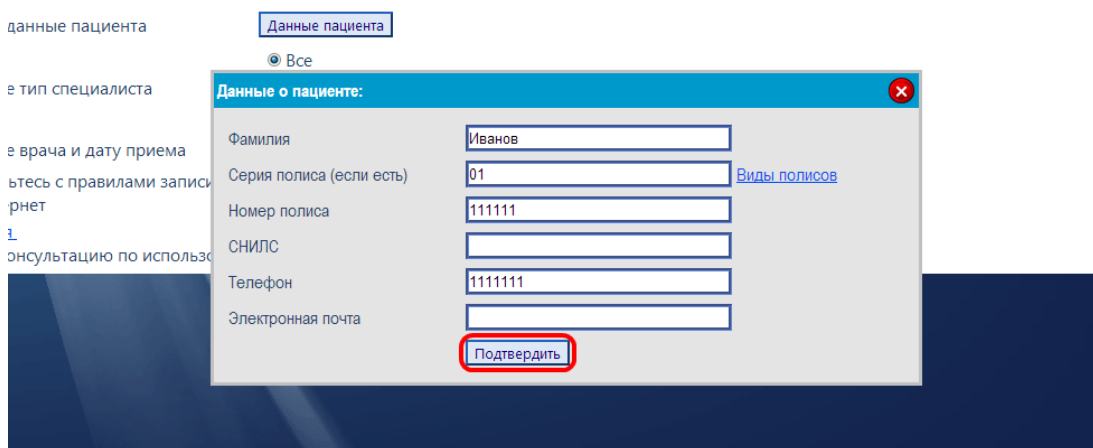 данные пациента
Данные пациента
Все
е тип специалиста
Данные о пациенте:
Фамилия
Иванов
е врача и дату приема
Серия полиса (если есть)
01
Виды полисов
ьтесь с правилами записи
Номер полиса
111111
рнет
я
СНИЛС
онсультацию по использо
Телефон
1111111
Электронная почта
Подтвердить